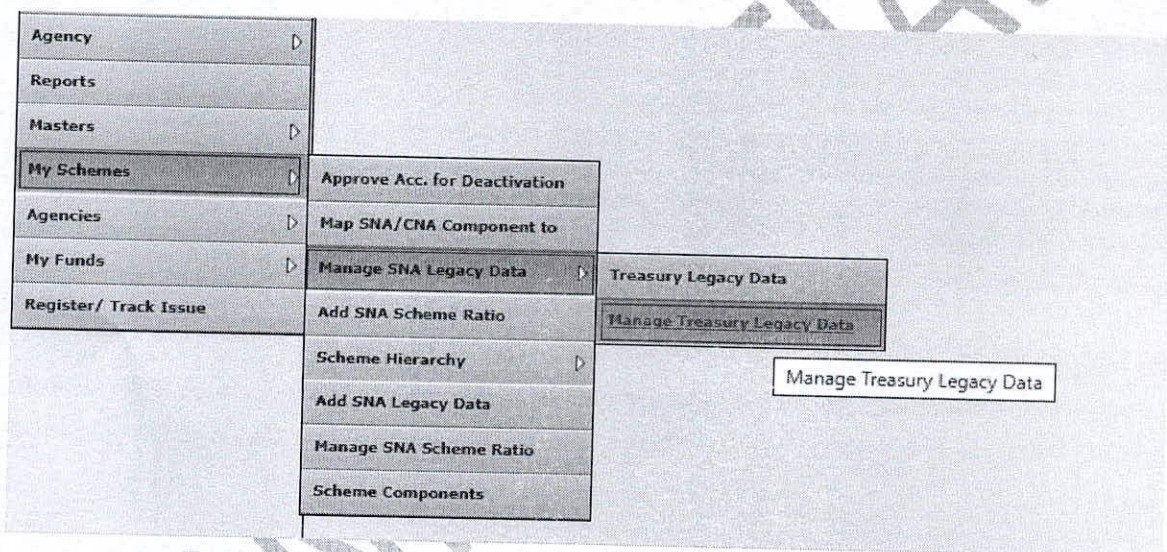 Agency
Reports
Masters
My Schemes
Agencies
My Funds
Register/ Track Issue
Approve Acc. for Deactivation
Map SNA/CNA Component to
Manage SNA Legacy Data
Add SNA Scheme Ratio
Scheme Hierarchy
Add SNA Legacy Data
Manage SNA Scheme Ratio
Scheme Components
Treasury Legacy Data
Manage Treasury Legacy Data
Manage Treasury Legacy Data